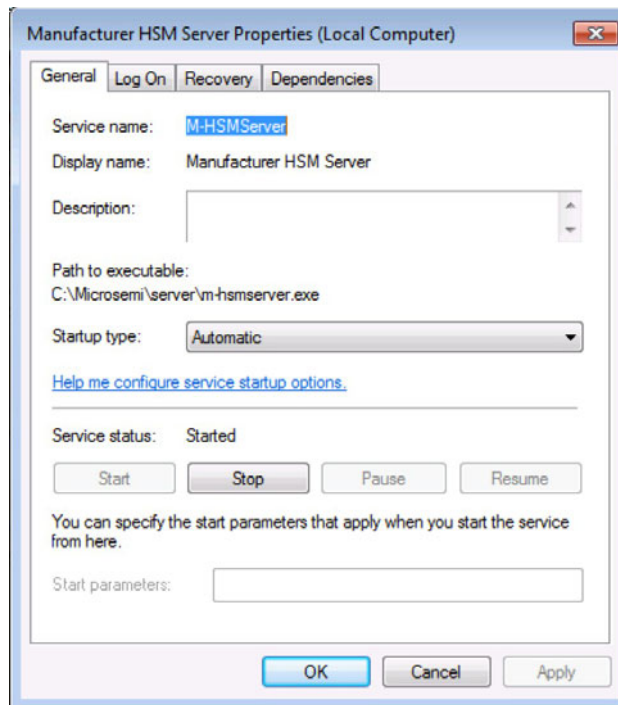 Manufacturer HSM Server Properties (Local Computer)
General Log On Recovery Dependencies
Service name: M-HSMServer
Display name: Manufacturer HSM Server
Description:
Path to executable:
C:\Microsemi\server\m-hsmserver.exe
Startup type: Automatic
Help me configure service startup options.
Service status: Started
Start Stop Pause Resume
You can specify the start parameters that apply when you start the service
from here.
Start parameters:
OK Cancel Apply